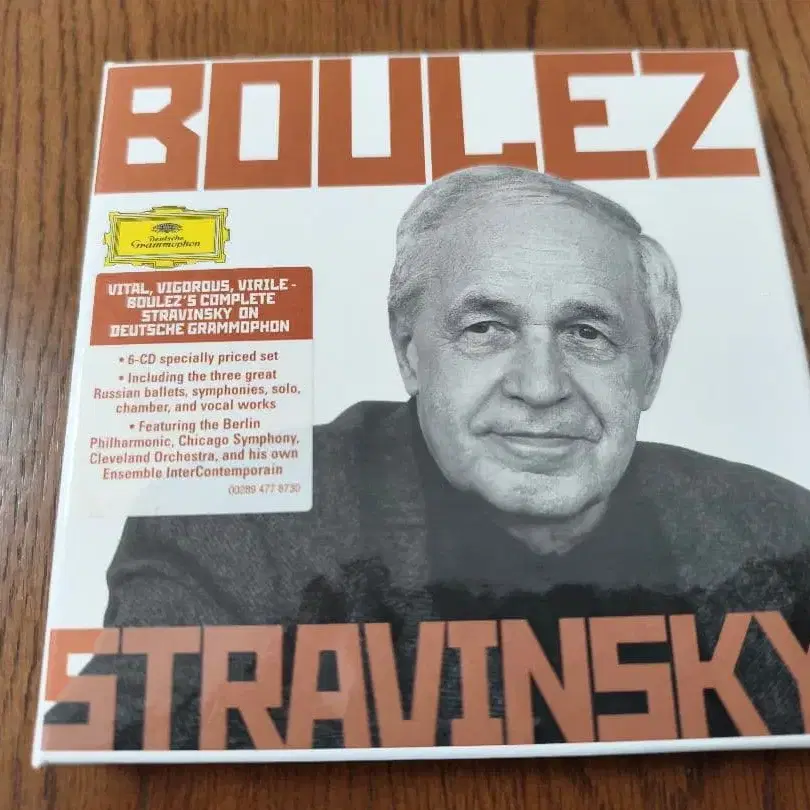 BOULEZ
Deutsche
Grammophon
VITAL, VIGOROUS, VIRILE -
BOULEZ'S COMPLETE
STRAVINSKY ON
DEUTSCHE GRAMMOPHON
• 6-CD specially priced set
• Including the three great
Russian ballets, symphonies, solo,
chamber, and vocal works
• Featuring the Berlin
Philharmonic, Chicago Symphony,
Cleveland Orchestra, and his own
Ensemble InterContemporain
00289 477 8730
STRAVINSKY